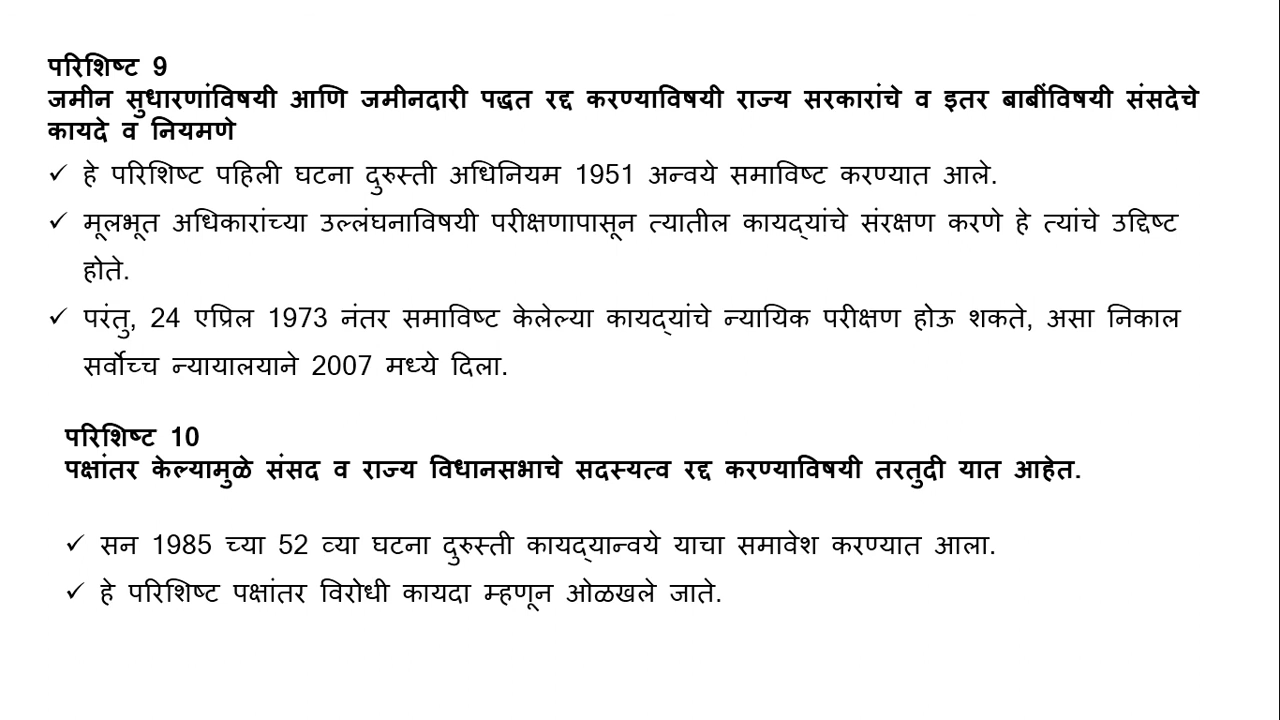 परिशिष्ट 9
जमीन सुधारणांविषयी आणि जमीनदारी पद्धत रद्द करण्याविषयी राज्य सरकारांचे व इतर बाबींविषयी संसदेचे
कायदे व नियमणे
✓ हे परिशिष्ट पहिली घटना दुरुस्ती अधिनियम 1951 अन्वये समाविष्ट करण्यात आले.
✓ मूलभूत अधिकारांच्या उल्लंघनाविषयी परीक्षणापासून त्यातील कायद्यांचे संरक्षण करणे हे त्यांचे उद्दिष्ट
होते.
✓ परंतु, 24 एप्रिल 1973 नंतर समाविष्ट केलेल्या कायद्यांचे न्यायिक परीक्षण होऊ शकते, असा निकाल
सर्वोच्च न्यायालयाने 2007 मध्ये दिला.
परिशिष्ट 10
पक्षांतर केल्यामुळे संसद व राज्य विधानसभाचे सदस्यत्व रद्द करण्याविषयी तरतुदी यात आहेत.
✓ सन 1985 च्या 52 व्या घटना दुरुस्ती कायद्यान्वये याचा समावेश करण्यात आला.
✓ हे परिशिष्ट पक्षांतर विरोधी कायदा म्हणून ओळखले जाते.